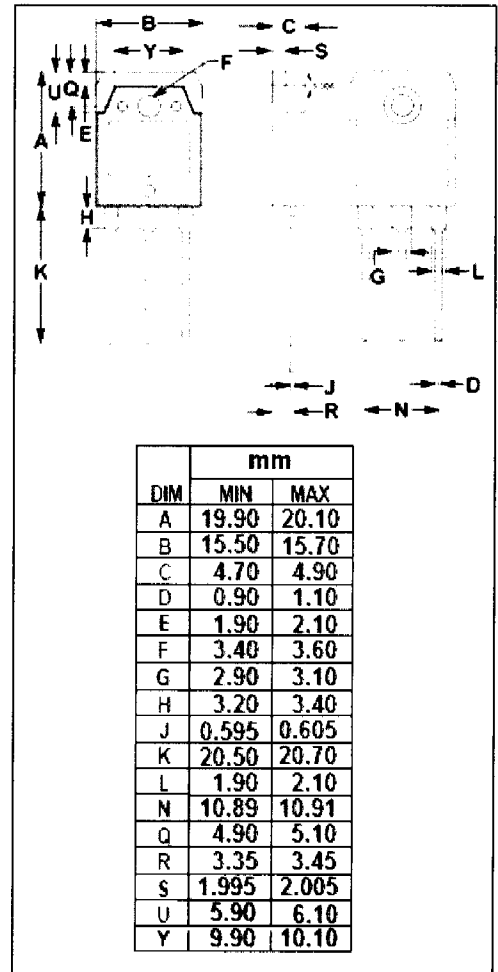 B
C
Y
F
S
U Q
E
A
H
K
G
L
J
D
R
N
mm
DIM MIN MAX
A 19.90 20.10
B 15.50 15.70
C 4.70 4.90
D 0.90 1.10
E 1.90 2.10
F 3.40 3.60
G 2.90 3.10
H 3.20 3.40
J 0.595 0.605
K 20.50 20.70
L 1.90 2.10
N 10.89 10.91
Q 4.90 5.10
R 3.35 3.45
S 1.995 2.005
U 5.90 6.10
Y 9.90 10.10